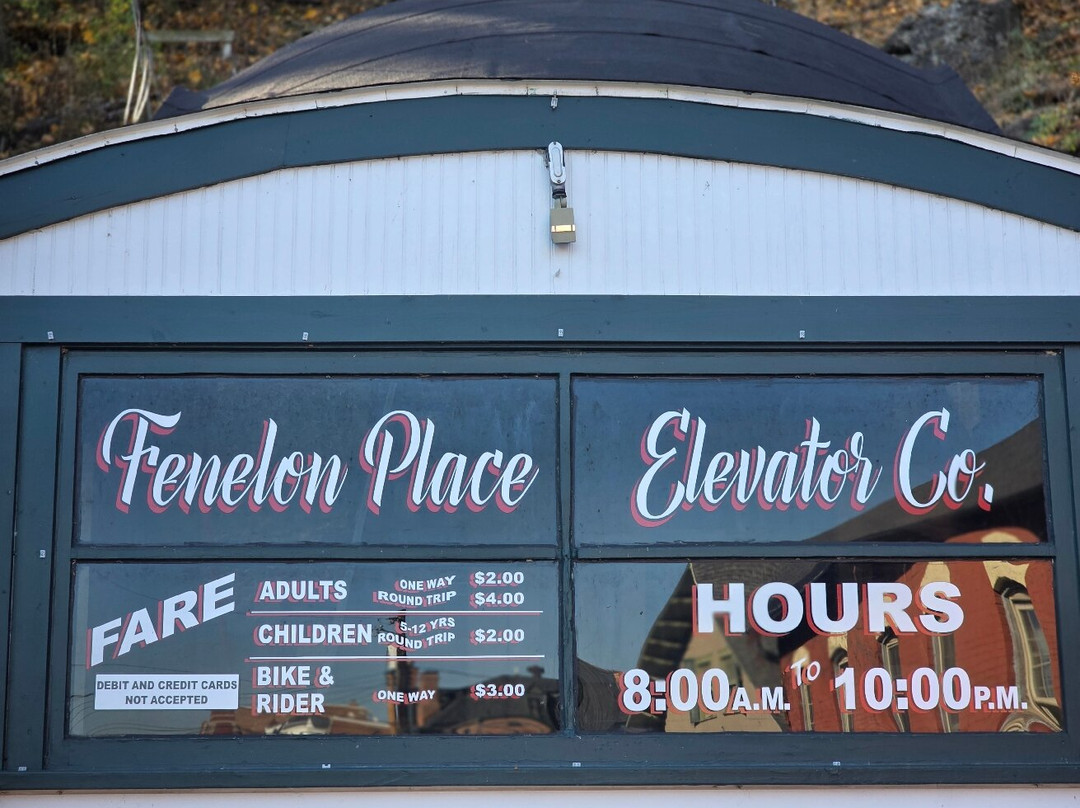 Fenelon Place Elevator Co.
FARE
DEBIT AND CREDIT CARDS
NOT ACCEPTED
ADULTS ONE WAY $2.00
ROUND TRIP $4.00
CHILDREN 5-12 YRS
ROUND TRIP $2.00
BIKE &
RIDER ONE WAY $3.00
HOURS
8:00 A.M. TO 10:00 P.M.